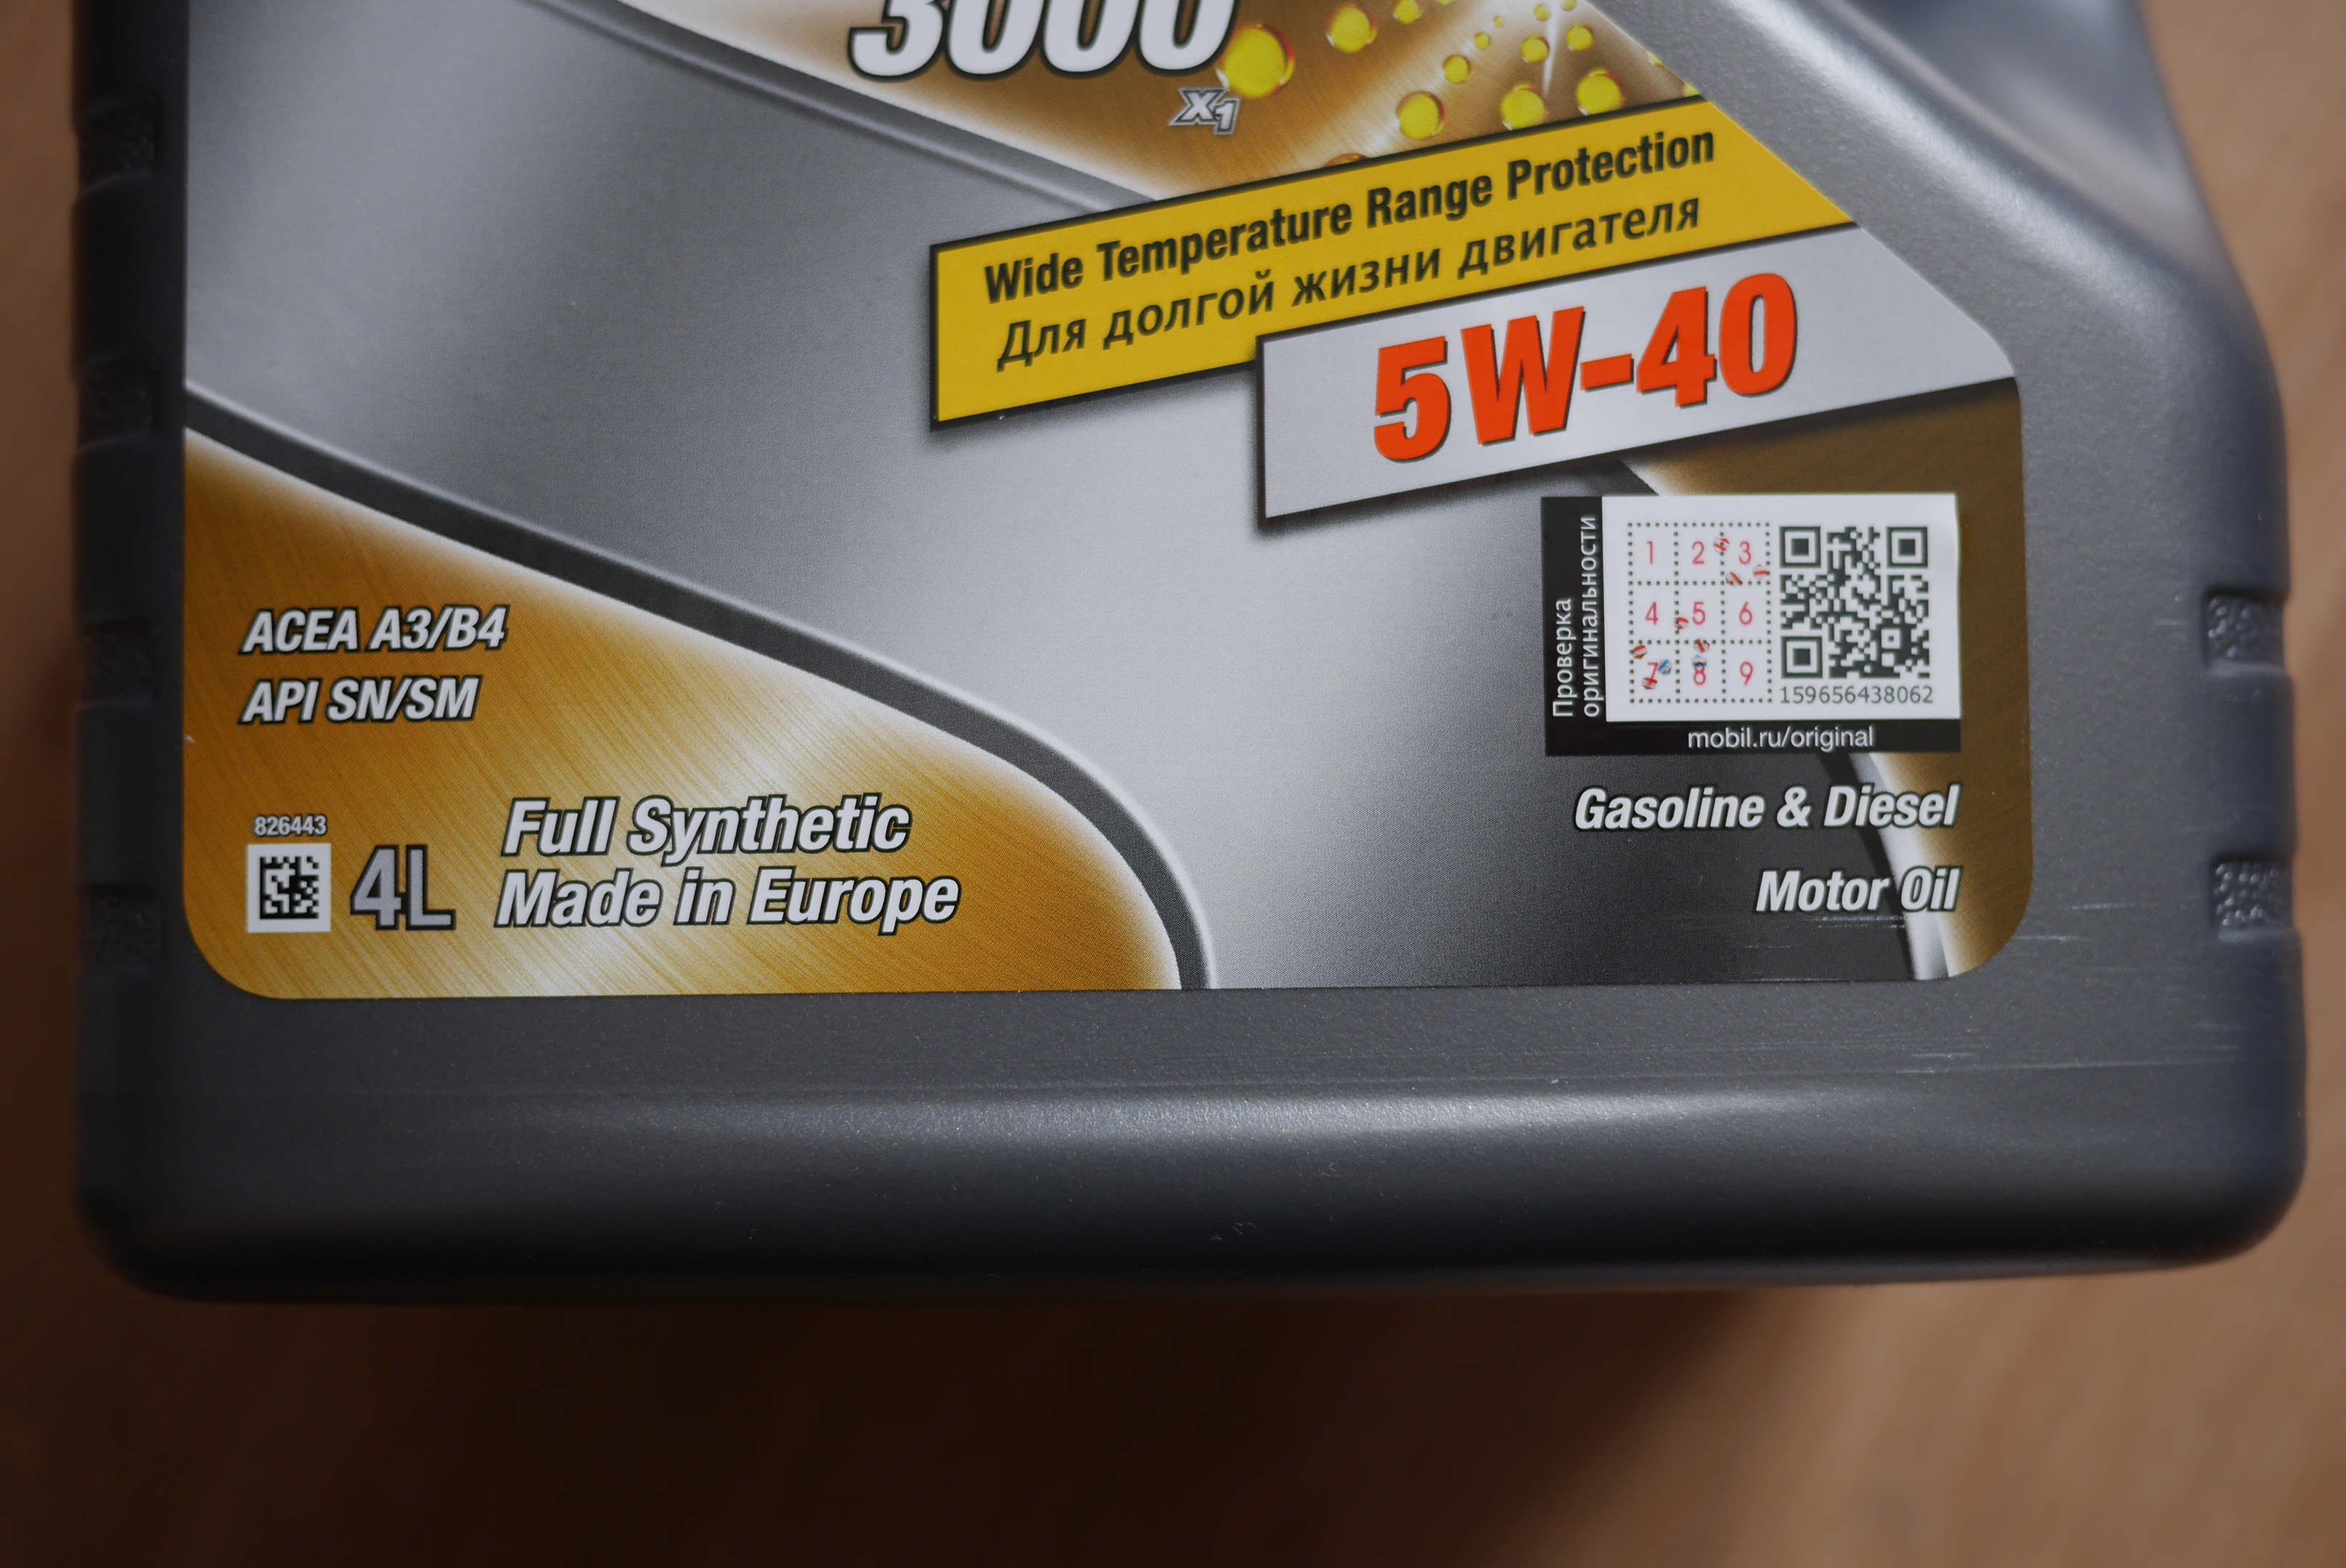 3000
x1
Wide Temperature Range Protection
Для долгой жизни двигателя
5W-40
Проверка
оригинальности
1 2 3
4 5 6
7 8 9
159656438062
mobil.ru/original
ACEA A3/B4
API SN/SM
826443
4L
Full Synthetic
Made in Europe
Gasoline & Diesel
Motor Oil